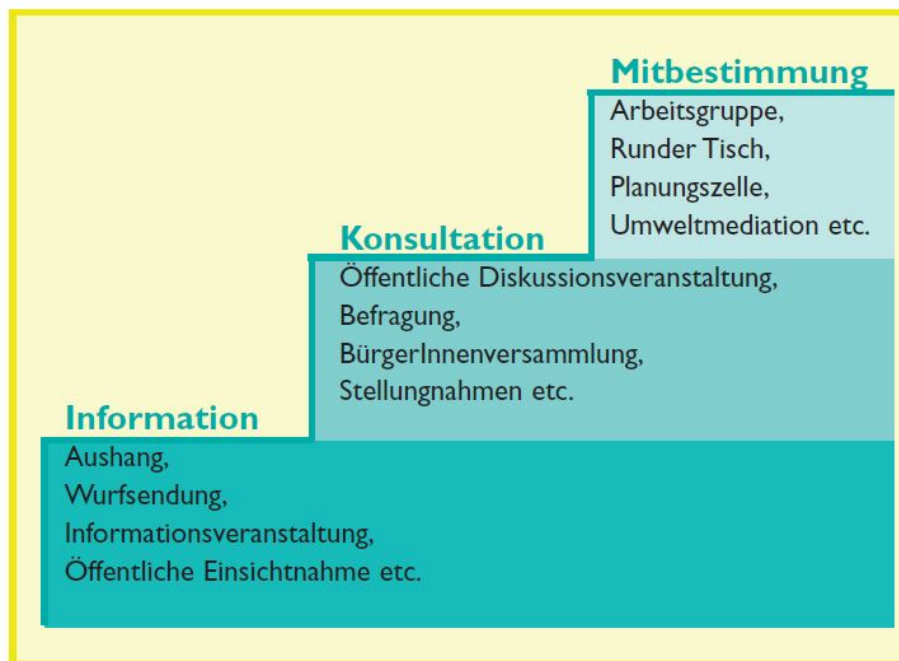 Mitbestimmung
Arbeitsgruppe,
Runder Tisch,
Planungszelle,
Umweltmediation etc.
Konsultation
Öffentliche Diskussionsveranstaltung,
Befragung,
BürgerInnenversammlung,
Stellungnahmen etc.
Information
Aushang,
Wurfsendung,
Informationsveranstaltung,
Öffentliche Einsichtnahme etc.